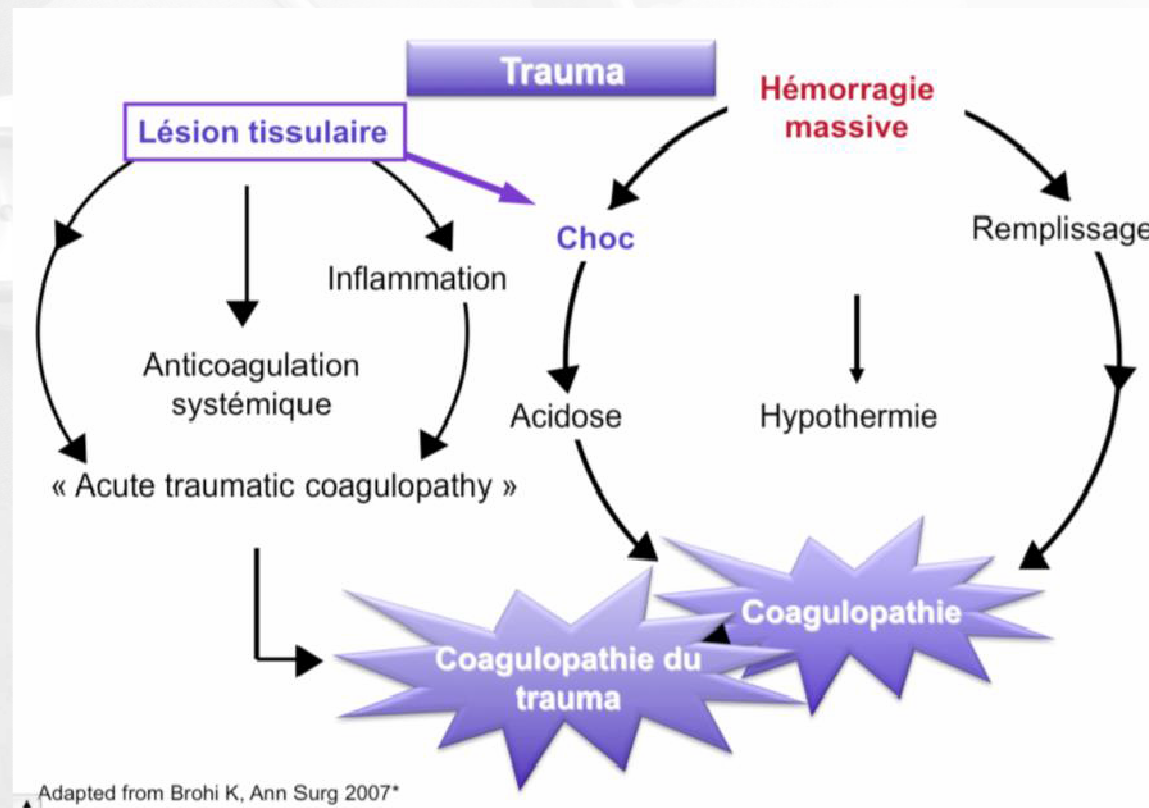 Trauma
Hémorragie
massive
Lésion tissulaire
Choc
Remplissage
Inflammation
Anticoagulation
systémique
Acidose
Hypothermie
« Acute traumatic coagulopathy »
Coagulopathie
Coagulopathie du
trauma
Adapted from Brohi K, Ann Surg 2007*